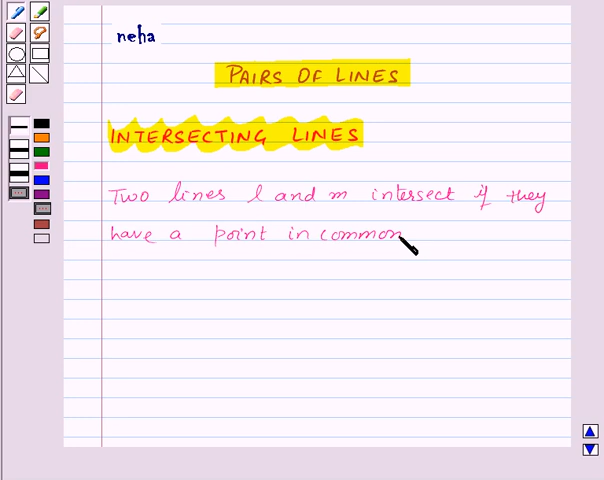 neha
PAIRS OF LINES
INTERSECTING LINES
Two lines l and m intersect if they
have a point in common